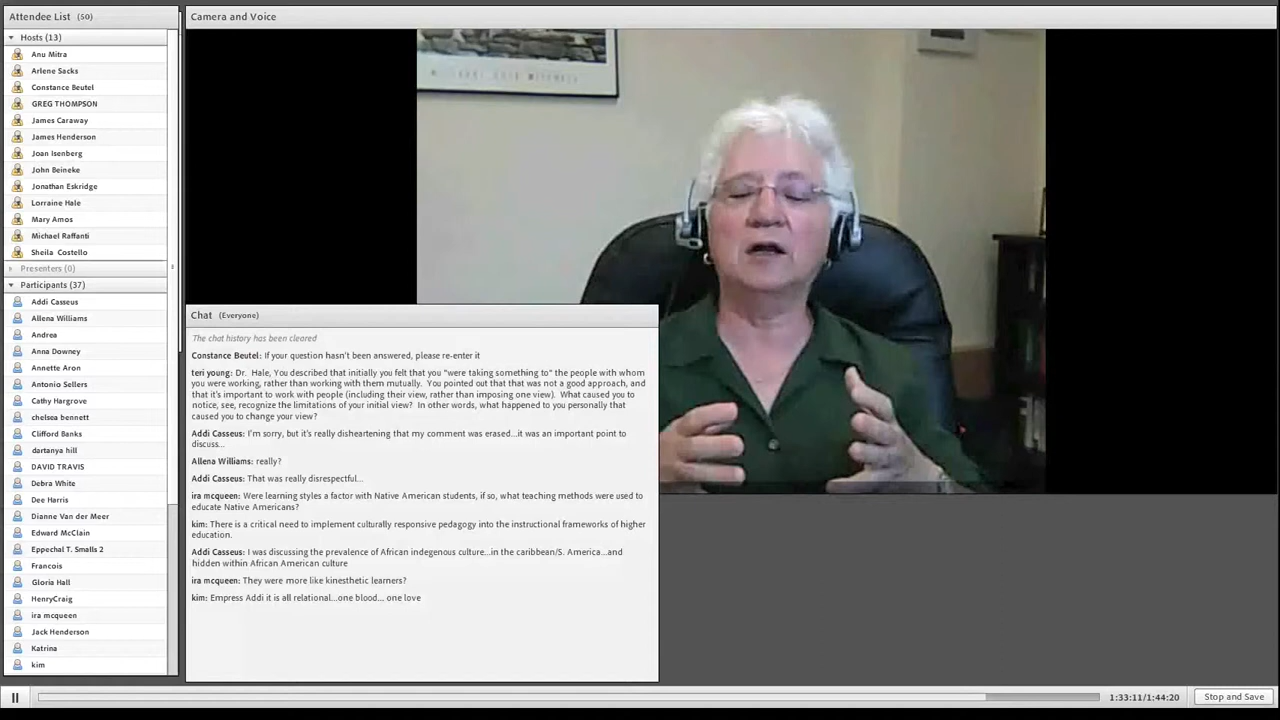 Attendee List (50)
Hosts (13)
Anu Mitra
Arlene Sacks
Constance Beutel
GREG THOMPSON
James Caraway
James Henderson
Joan Isenberg
John Beineke
Jonathan Eskridge
Lorraine Hale
Mary Amos
Michael Raffanti
Sheila Costello
Presenters (0)
Participants (37)
Addi Casseus
Allena Williams
Andrea
Anna Downey
Annette Aron
Antonio Sellers
Cathy Hargrove
chelsea bennett
Clifford Banks
dartanya hill
DAVID TRAVIS
Debra White
Dee Harris
Dianne Van der Meer
Edward McClain
Eppechal T. Smalls 2
Francois
Gloria Hall
HenryCraig
ira mcqueen
Jack Henderson
Katrina
kim
Camera and Voice
Chat (Everyone)
The chat history has been cleared
Constance Beutel: If your question hasn't been answered, please re-enter it
teri young: Dr. Hale, You described that initially you felt that you "were taking something to" the people with whom
you were working, rather than working with them mutually. You pointed out that that was not a good approach, and
that it's important to work with people (including their view, rather than imposing one view). What caused you to
notice, see, recognize the limitations of your initial view? In other words, what happened to you personally that
caused you to change your view?
Addi Casseus: I'm sorry, but it's really disheartening that my comment was erased...it was an important point to
discuss...
Allena Williams: really?
Addi Casseus: That was really disrespectful...
ira mcqueen: Were learning styles a factor with Native American students, if so, what teaching methods were used to
educate Native Americans?
kim: There is a critical need to implement culturally responsive pedagogy into the instructional frameworks of higher
education.
Addi Casseus: I was discussing the prevalence of African indegenous culture...in the caribbean/S. America...and
hidden within African American culture
ira mcqueen: They were more like kinesthetic learners?
kim: Empress Addi it is all relational...one blood... one love
1:33:11/1:44:20
Stop and Save